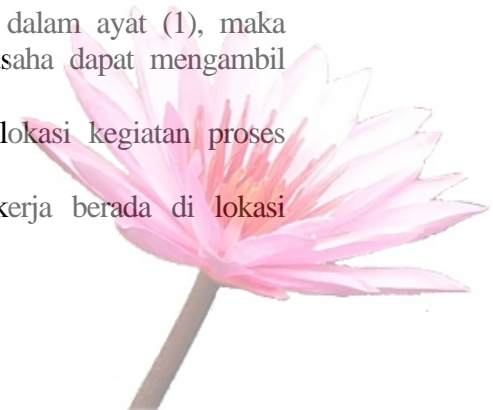 dalam ayat (1), maka
saha dapat mengambil
lokasi kegiatan proses
kerja berada di lokasi